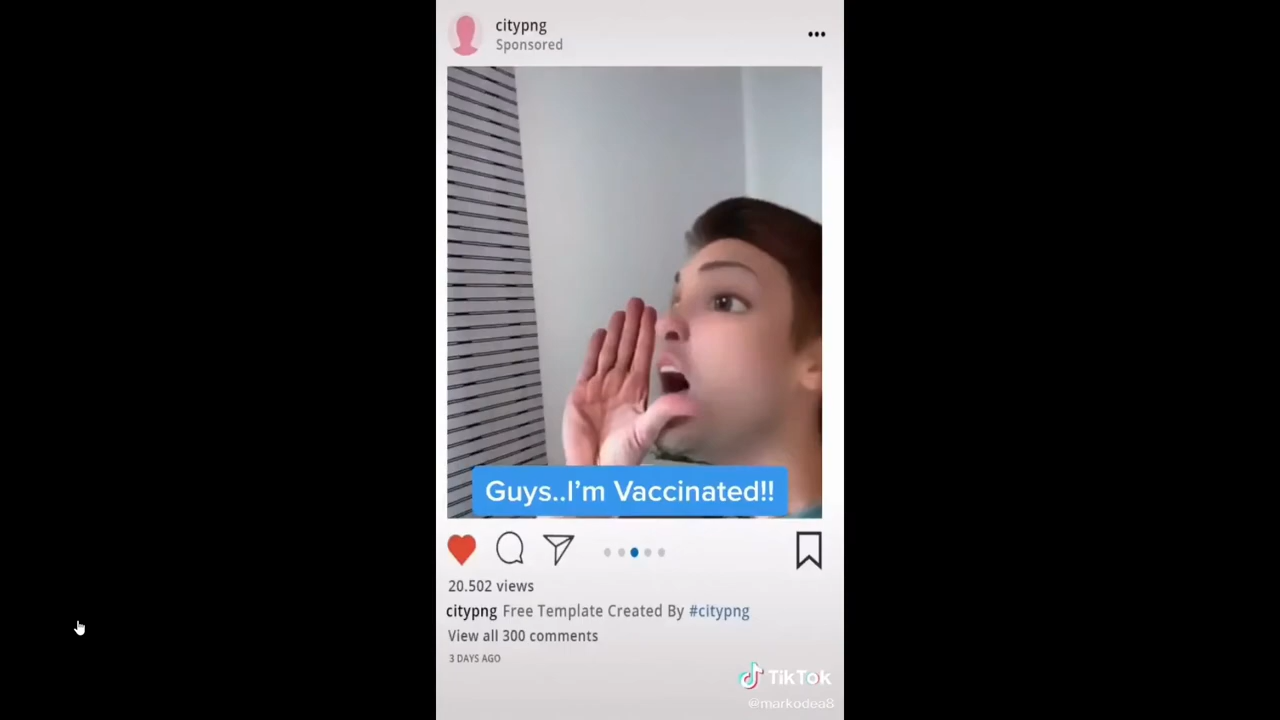 citypng
Sponsored
Guys..I'm Vaccinated!!
20.502 views
citypng Free Template Created By #citypng
View all 300 comments
3 DAYS AGO
TikTok
@markodea8